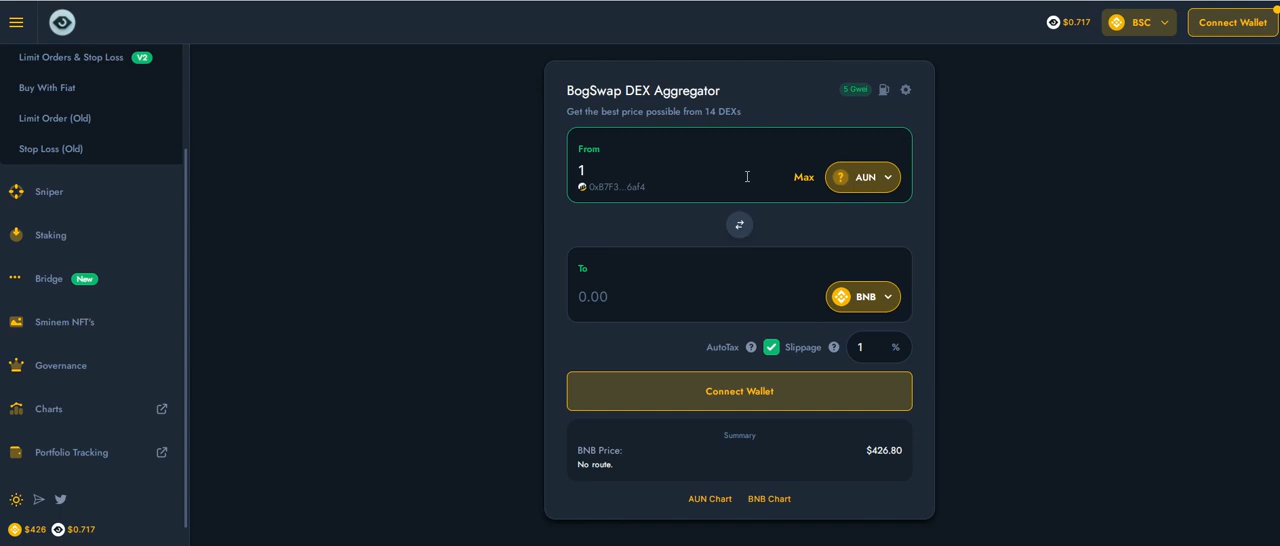 $0.717
BSC
Connect Wallet
Limit Orders & Stop Loss V2
Buy With Fiat
Limit Order (Old)
Stop Loss (Old)
Sniper
Staking
Bridge New
Sminem NFT's
Governance
Charts
Portfolio Tracking
$426 $0.717
BogSwap DEX Aggregator
5 Gwei
Get the best price possible from 14 DEXs
From
1
Max
AUN
0xB7F3...6af4
To
0.00
BNB
AutoTax ? Slippage ? 1 %
Connect Wallet
Summary
BNB Price: $426.80
No route.
AUN Chart BNB Chart